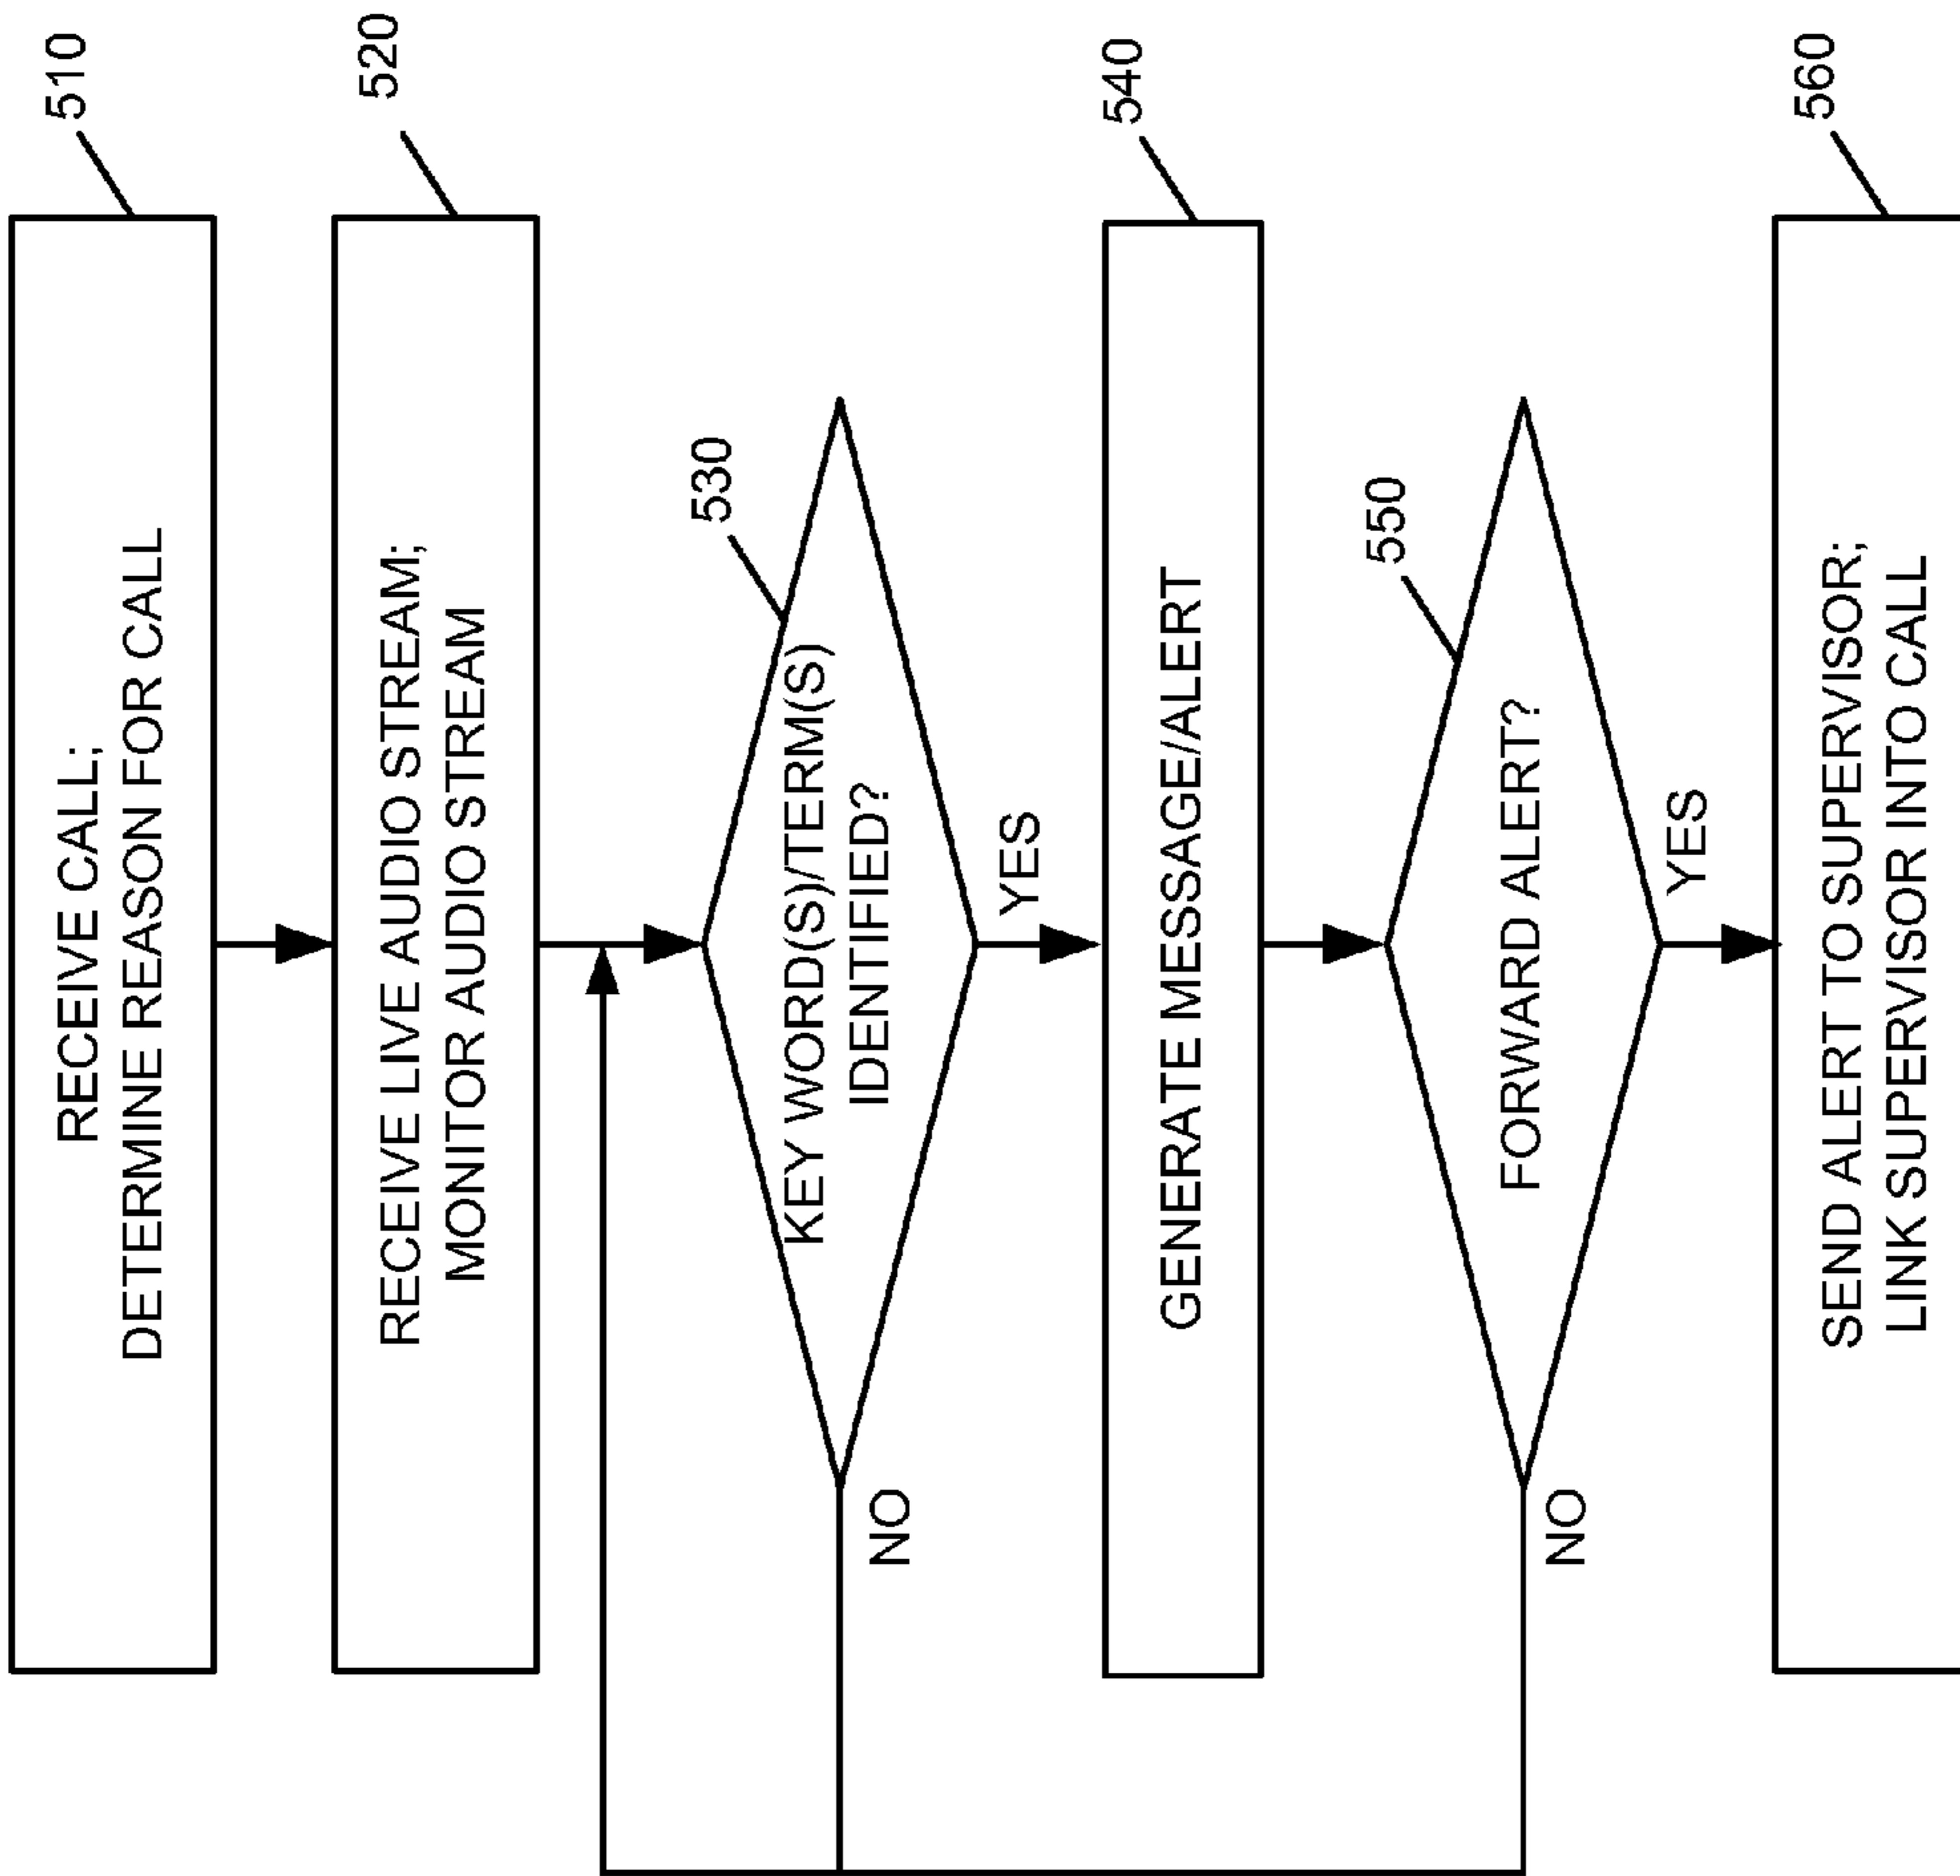 510
RECEIVE CALL;
DETERMINE REASON FOR CALL
520
RECEIVE LIVE AUDIO STREAM;
MONITOR AUDIO STREAM
530
KEY WORD(S)/TERM(S)
IDENTIFIED?
NO
YES
540
GENERATE MESSAGE/ALERT
550
FORWARD ALERT?
NO
YES
560
SEND ALERT TO SUPERVISOR;
LINK SUPERVISOR INTO CALL